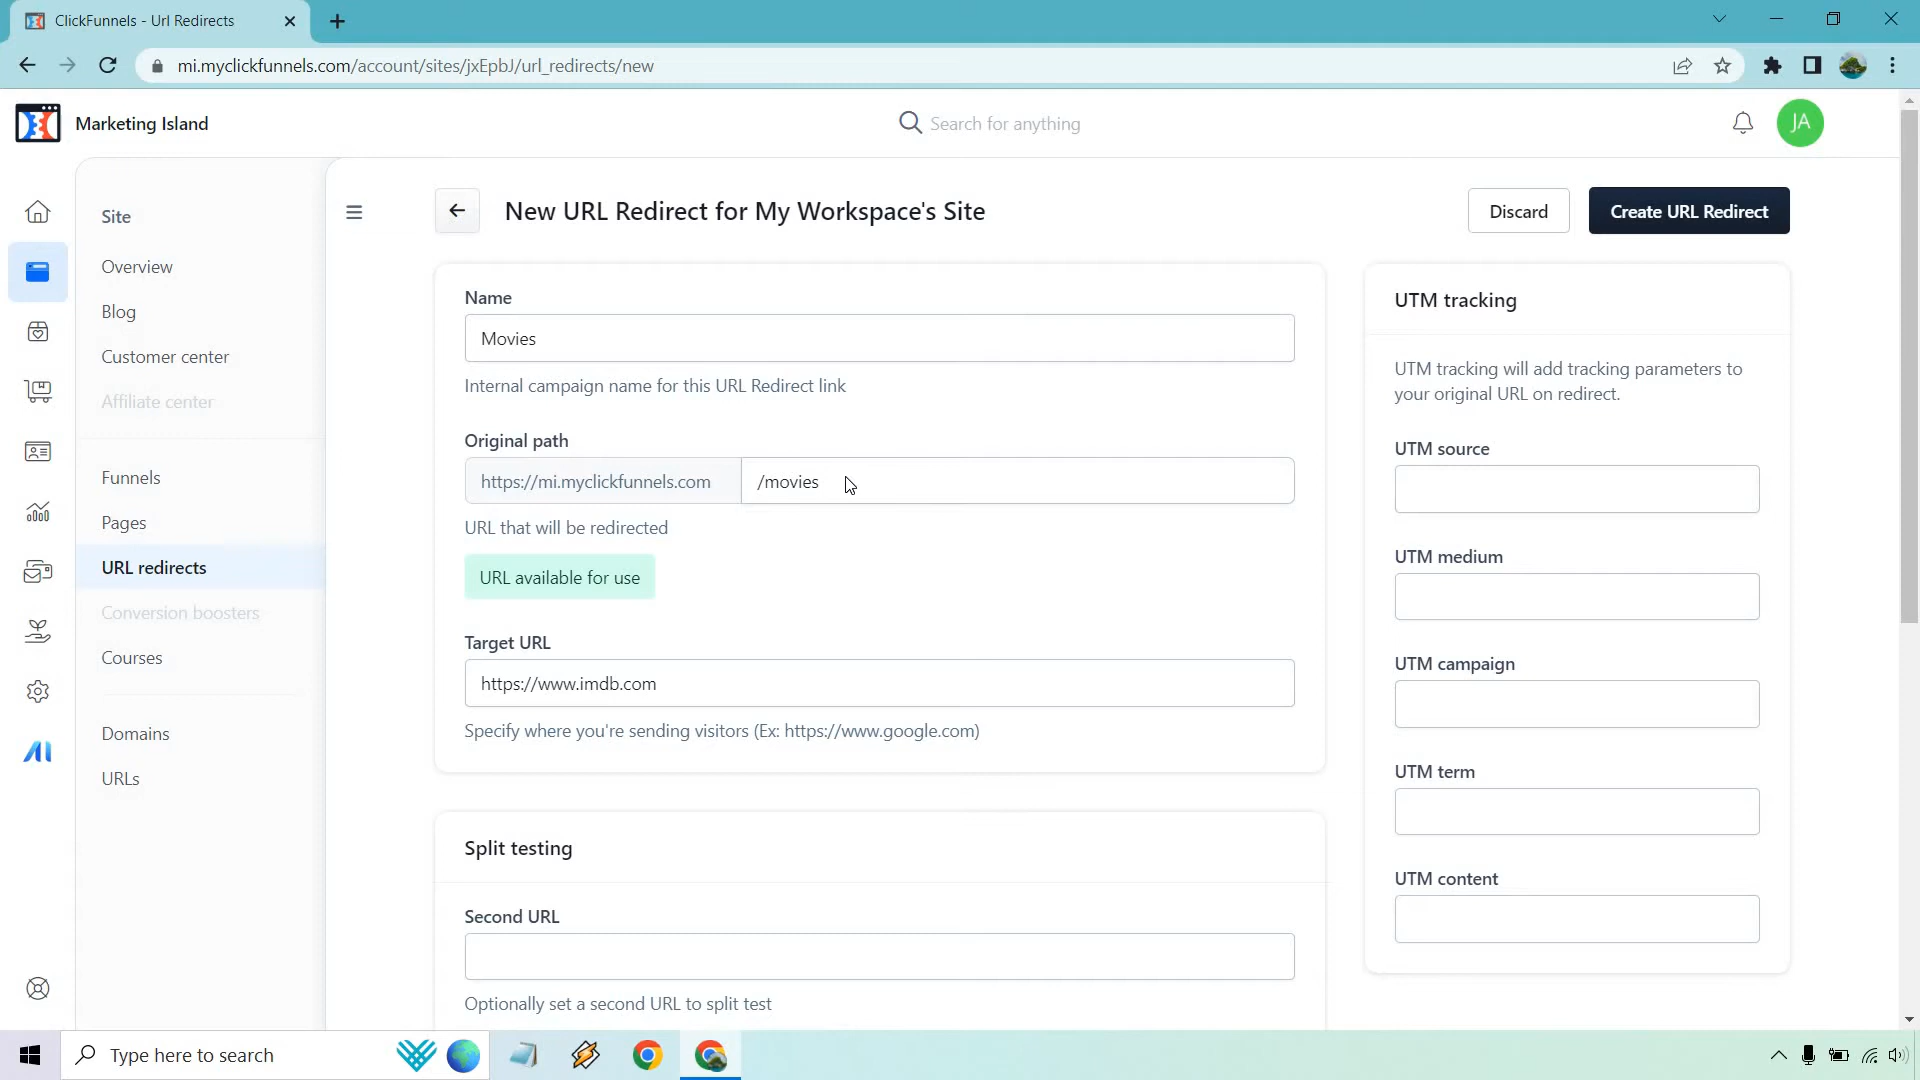 ClickFunnels - Url Redirects
mi.myclickfunnels.com/account/sites/jxEpbJ/url_redirects/new
Marketing Island
Search for anything
JA
Site
Overview
Blog
Customer center
Affiliate center
Funnels
Pages
URL redirects
Conversion boosters
Courses
Domains
URLs
New URL Redirect for My Workspace's Site
Discard
Create URL Redirect
Name
Movies
Internal campaign name for this URL Redirect link
Original path
https://mi.myclickfunnels.com /movies
URL that will be redirected
URL available for use
Target URL
https://www.imdb.com
Specify where you're sending visitors (Ex: https://www.google.com)
Split testing
Second URL
Optionally set a second URL to split test
UTM tracking
UTM tracking will add tracking parameters to
your original URL on redirect.
UTM source
UTM medium
UTM campaign
UTM term
UTM content
Type here to search